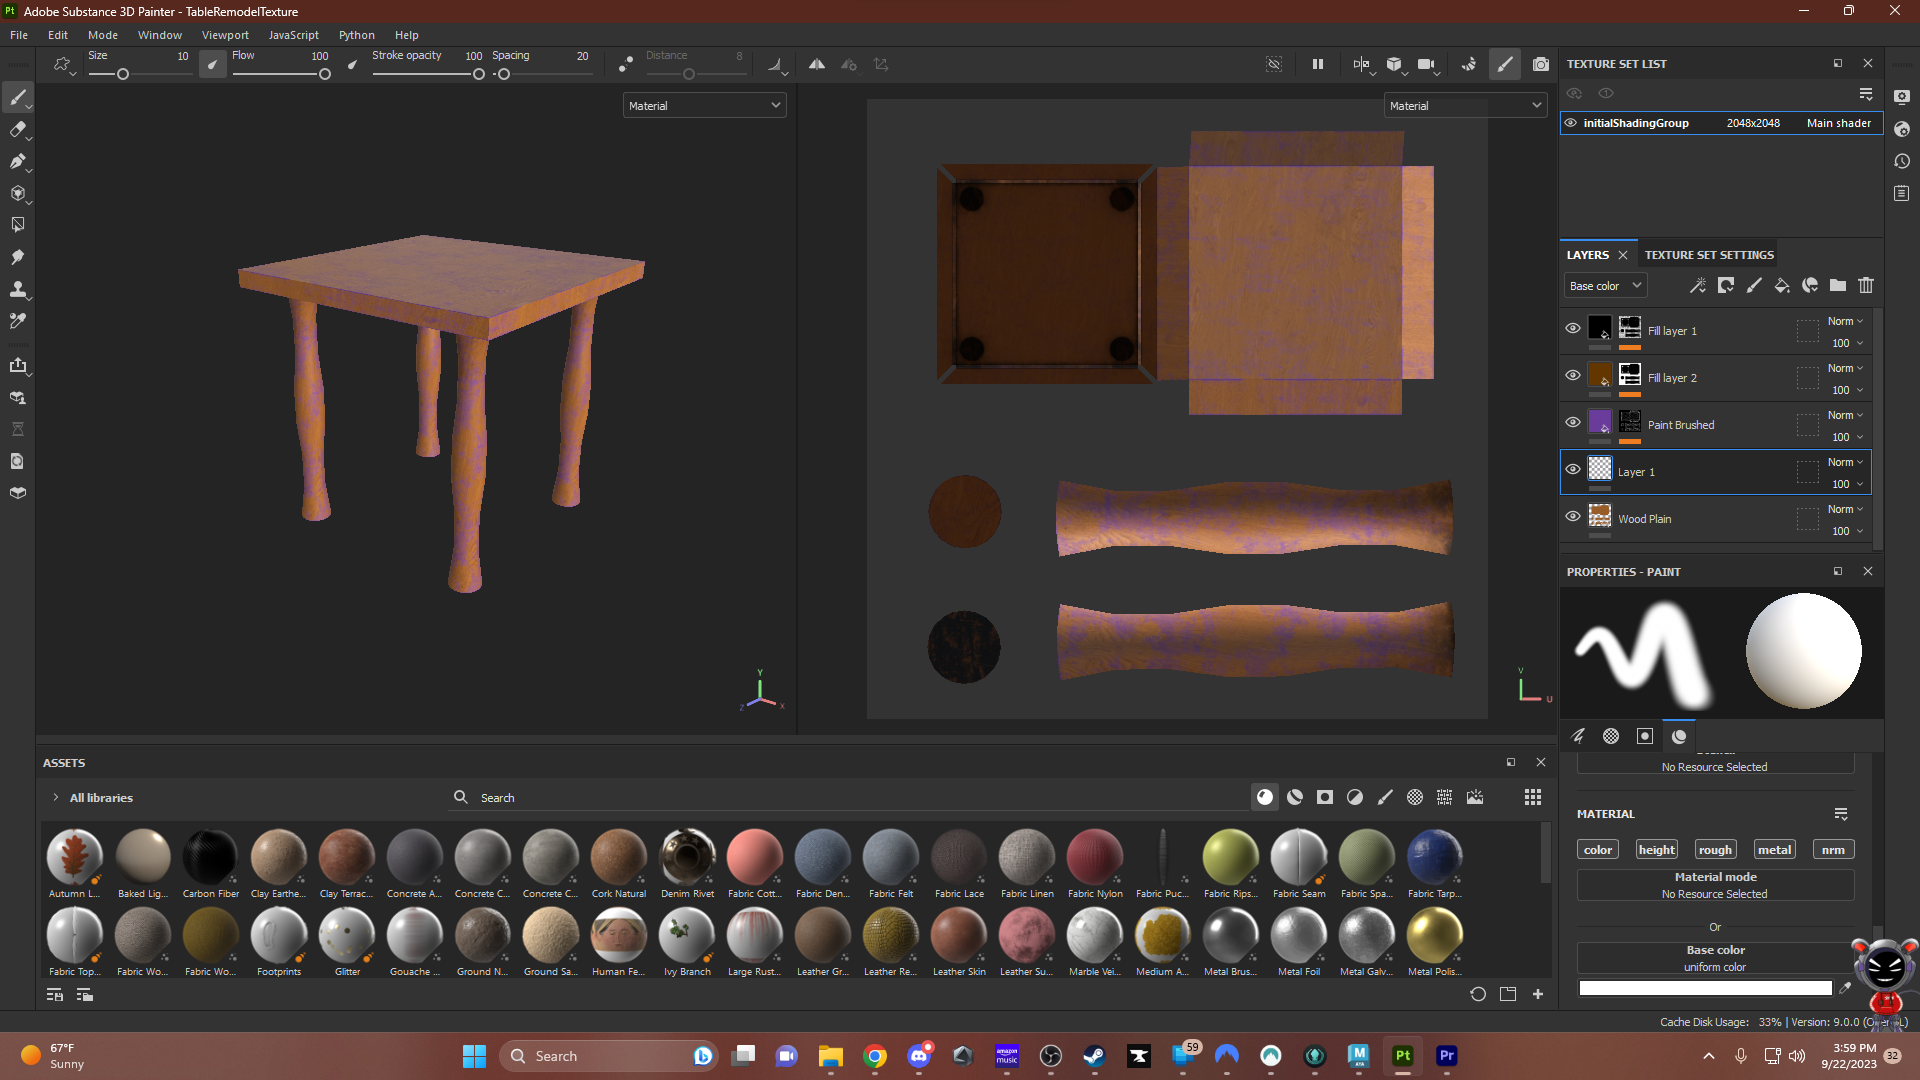 Pt Adobe Substance 3D Painter - TableRemodelTexture
File Edit Mode Window Viewport JavaScript Python Help
Size 10 Flow 100 Stroke opacity 100 Spacing 20 Distance 8
Material
Material
Y
Z X
V
U
TEXTURE SET LIST
initialShadingGroup 2048x2048 Main shader
LAYERS TEXTURE SET SETTINGS
Base color
Fill layer 1 Norm 100
Fill layer 2 Norm 100
Paint Brushed Norm 100
Layer 1 Norm 100
Wood Plain Norm 100
PROPERTIES - PAINT
No Resource Selected
MATERIAL
color height rough metal nrm
Material mode
No Resource Selected
Or
Base color
uniform color
ASSETS
All libraries Search
Autumn L... Baked Lig... Carbon Fiber Clay Earthe... Clay Terrac... Concrete A... Concrete C... Concrete C... Cork Natural Denim Rivet Fabric Cott... Fabric Den... Fabric Felt Fabric Lace Fabric Linen Fabric Nylon Fabric Puc... Fabric Rips... Fabric Seam Fabric Spa... Fabric Tarp...
Fabric Top... Fabric Wo... Fabric Wo... Footprints Glitter Gouache ... Ground N... Ground Sa... Human Fe... Ivy Branch Large Rust... Leather Gr... Leather Re... Leather Skin Leather Su... Marble Vei... Medium A... Metal Brus... Metal Foil Metal Galv... Metal Polis...
Cache Disk Usage: 33% | Version: 9.0.0
67°F
Sunny
Search
amazon music
59
M
Pt
Pr
3:59 PM
9/22/2023
32